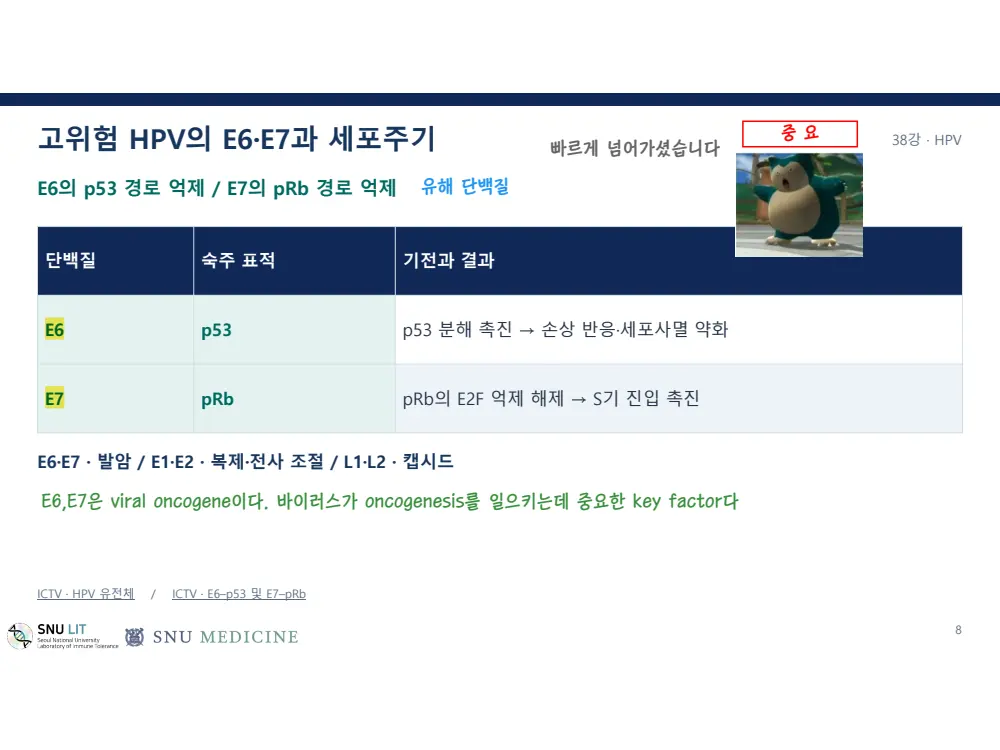 고위험 HPV의 E6·E7과 세포주기
빠르게 넘어가셨습니다
중요
38강 · HPV
E6의 p53 경로 억제 / E7의 pRb 경로 억제
유해 단백질
단백질
숙주 표적
기전과 결과
E6
p53
p53 분해 촉진 → 손상 반응·세포사멸 약화
E7
pRb
pRb의 E2F 억제 해제 → S기 진입 촉진
E6·E7 · 발암 / E1·E2 · 복제·전사 조절 / L1·L2 · 캡시드
E6,E7은 viral oncogene이다. 바이러스가 oncogenesis를 일으키는데 중요한 key factor다
ICTV · HPV 유전체 / ICTV · E6–p53 및 E7–pRb
SNU LIT
Seoul National University
Laboratory of Immune Tolerance
SNU MEDICINE
8